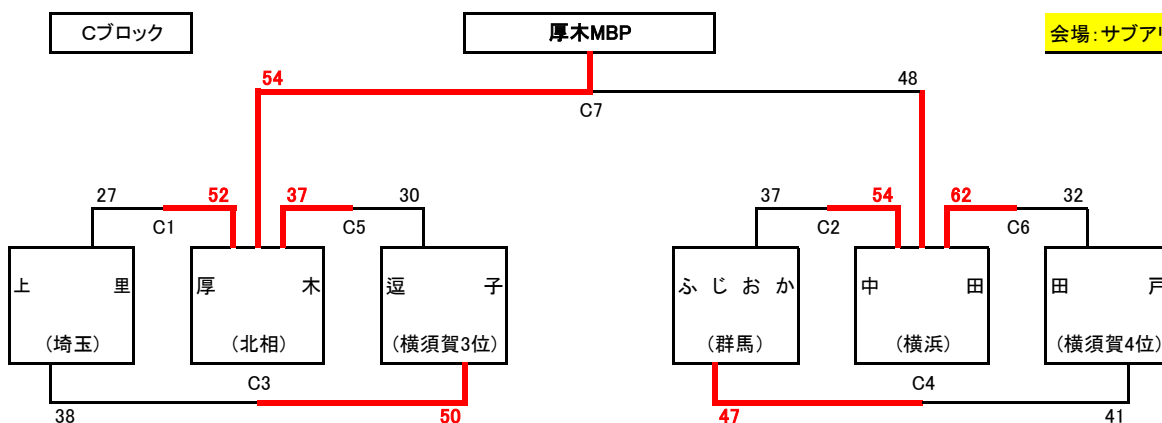 Cブロック
厚木MBP
会場:サブア
54
48
C7
27
52
37
30
37
54
62
32
C1
C5
C2
C6
上里
厚木
逗子
ふじおか
中田
田戸
(埼玉)
(北相)
(横須賀3位)
(群馬)
(横浜)
(横須賀4位)
C3
C4
38
50
47
41